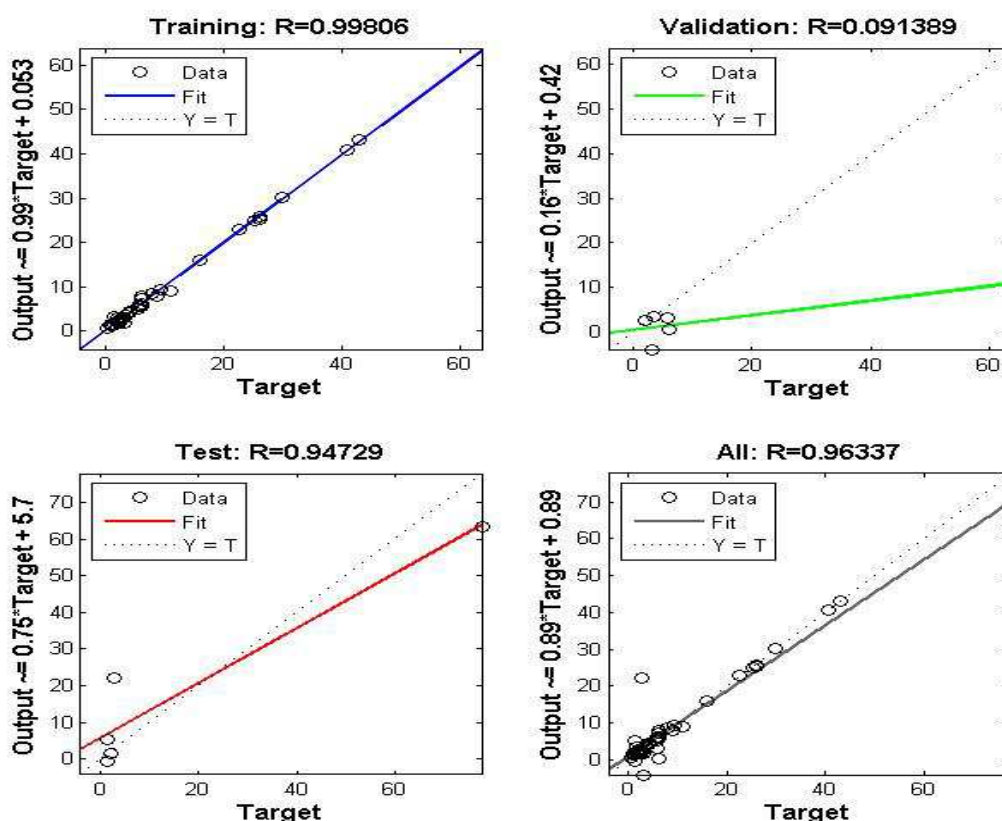 Training: R=0.99806
Output ~= 0.99*Target + 0.053
60
50
40
30
20
10
0
Data
Fit
Y = T
0 20 40 60
Target
Validation: R=0.091389
Output ~= 0.16*Target + 0.42
60
50
40
30
20
10
0
Data
Fit
Y = T
0 20 40 60
Target
Test: R=0.94729
Output ~= 0.75*Target + 5.7
70
60
50
40
30
20
10
0
Data
Fit
Y = T
0 20 40 60
Target
All: R=0.96337
Output ~= 0.89*Target + 0.89
70
60
50
40
30
20
10
0
Data
Fit
Y = T
0 20 40 60
Target